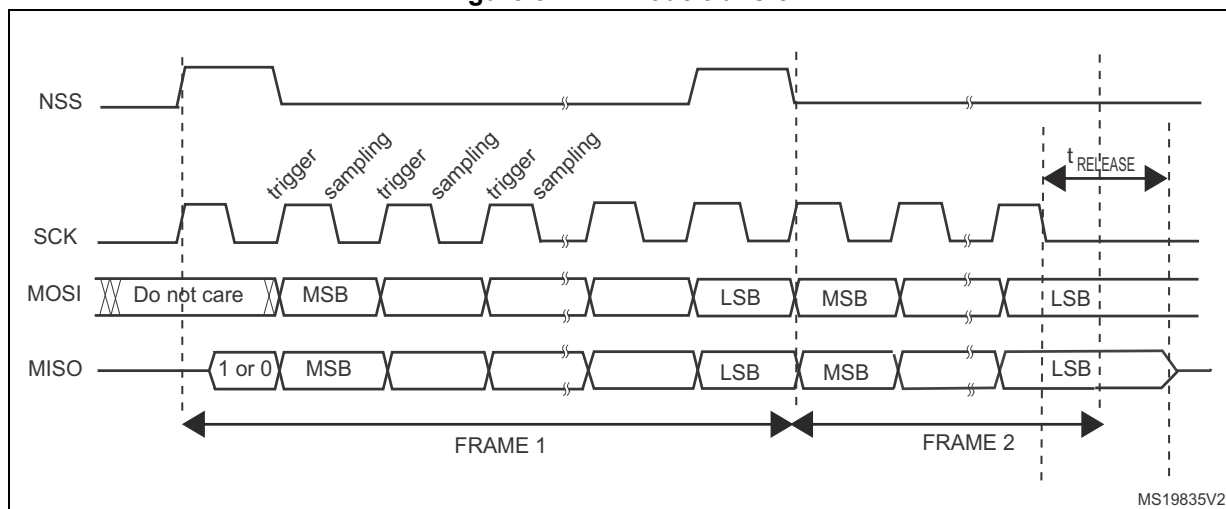 NSS
trigger
sampling
trigger
sampling
trigger
sampling
t RELEASE
SCK
MOSI Do not care MSB LSB MSB LSB
MISO 1 or 0 MSB LSB MSB LSB
FRAME 1 FRAME 2
MS19835V2